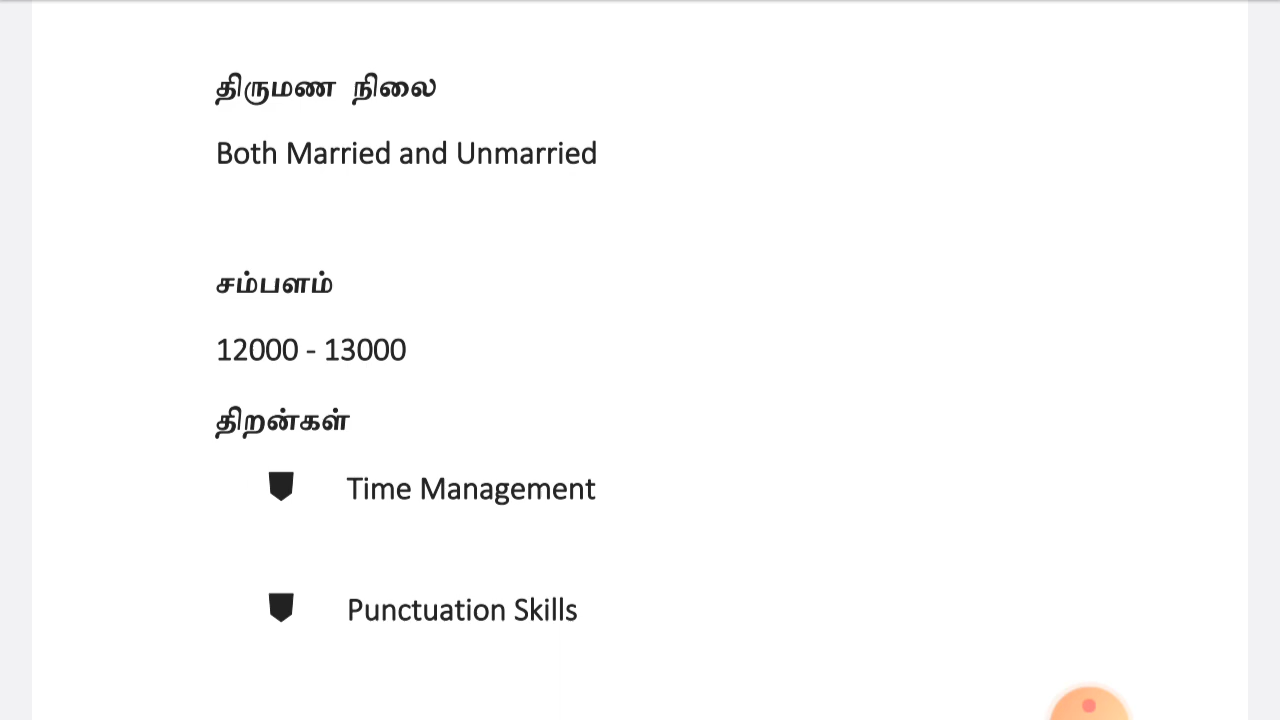 திருமண நிலை
Both Married and Unmarried
சம்பளம்
12000 - 13000
திறன்கள்
Time Management
Punctuation Skills